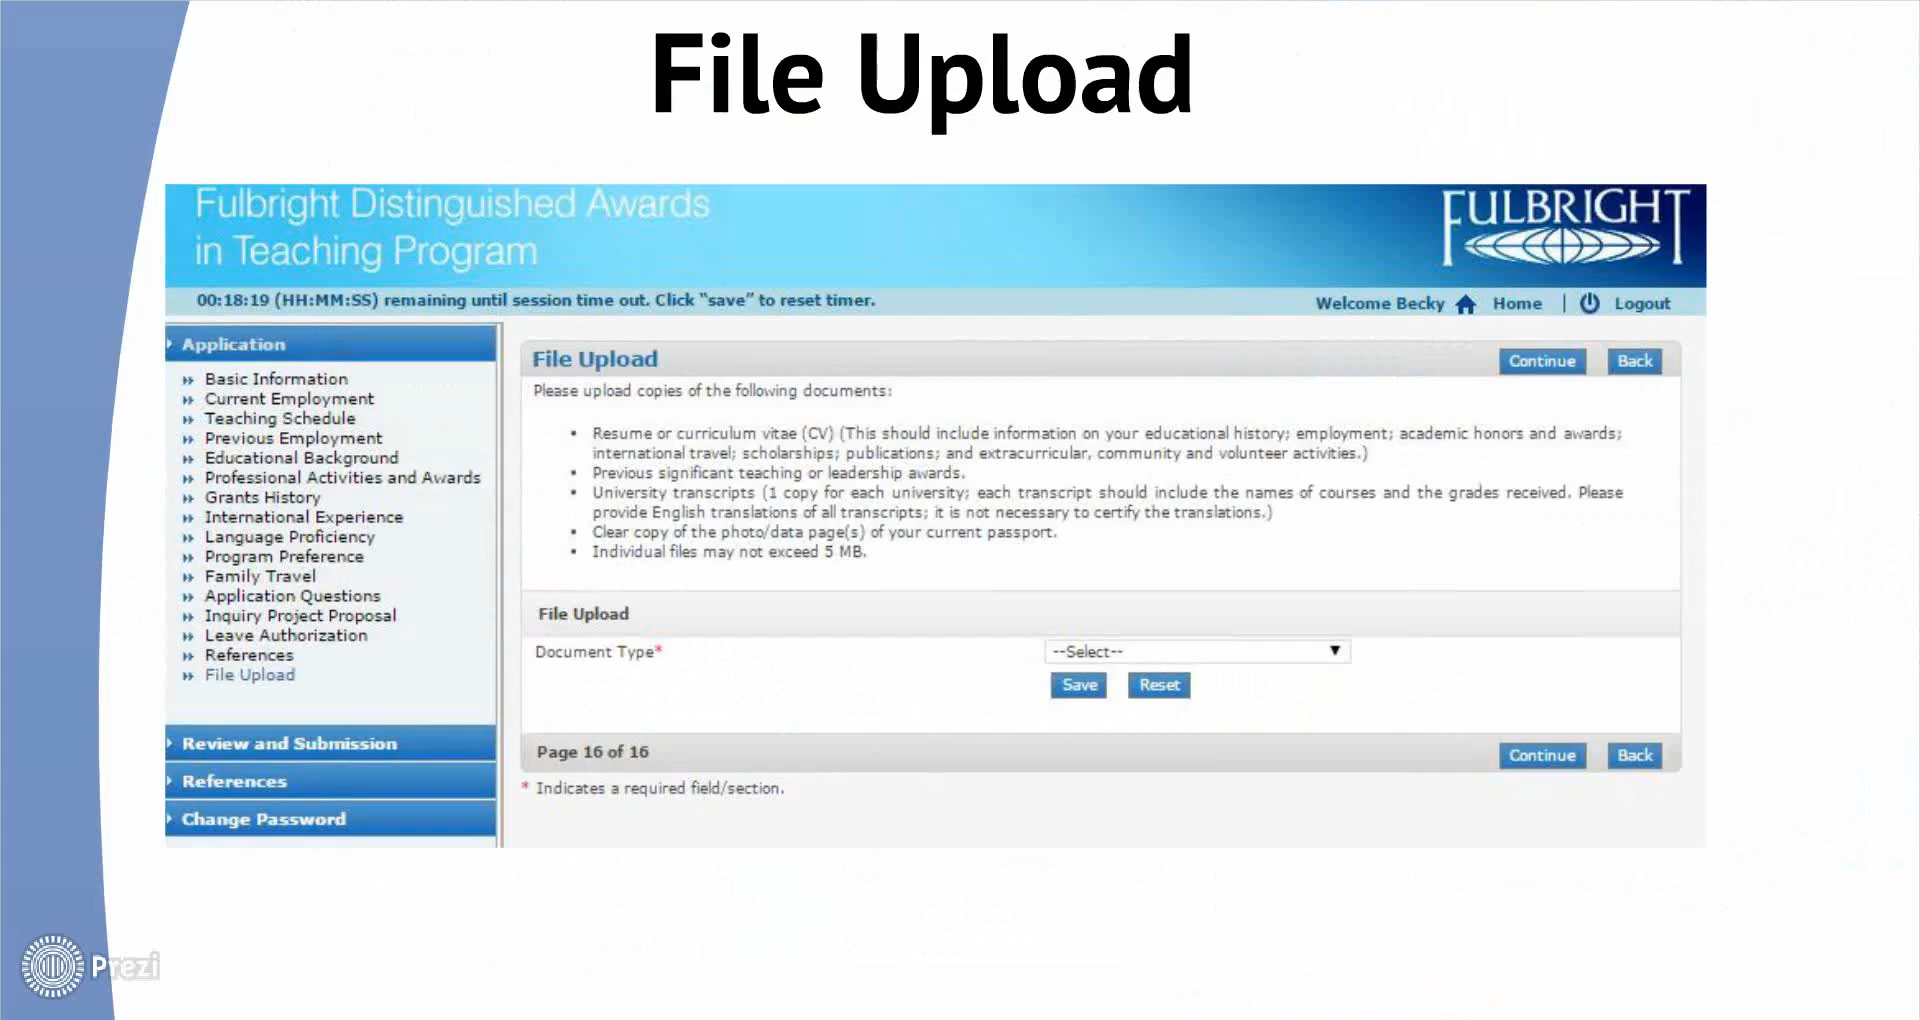 File Upload
Fulbright Distinguished Awards
in Teaching Program
FULBRIGHT
00:18:19 (HH:MM:SS) remaining until session time out. Click "save" to reset timer.
Welcome Becky Home | Logout
Application
Basic Information
Current Employment
Teaching Schedule
Previous Employment
Educational Background
Professional Activities and Awards
Grants History
International Experience
Language Proficiency
Program Preference
Family Travel
Application Questions
Inquiry Project Proposal
Leave Authorization
References
File Upload
Review and Submission
References
Change Password
File Upload
Continue Back
Please upload copies of the following documents:
• Resume or curriculum vitae (CV) (This should include information on your educational history; employment; academic honors and awards;
international travel; scholarships; publications; and extracurricular, community and volunteer activities.)
• Previous significant teaching or leadership awards.
• University transcripts (1 copy for each university; each transcript should include the names of courses and the grades received. Please
provide English translations of all transcripts; it is not necessary to certify the translations.)
• Clear copy of the photo/data page(s) of your current passport.
• Individual files may not exceed 5 MB.
File Upload
Document Type* --Select--
Save Reset
Page 16 of 16
Continue Back
* Indicates a required field/section.
Prezi